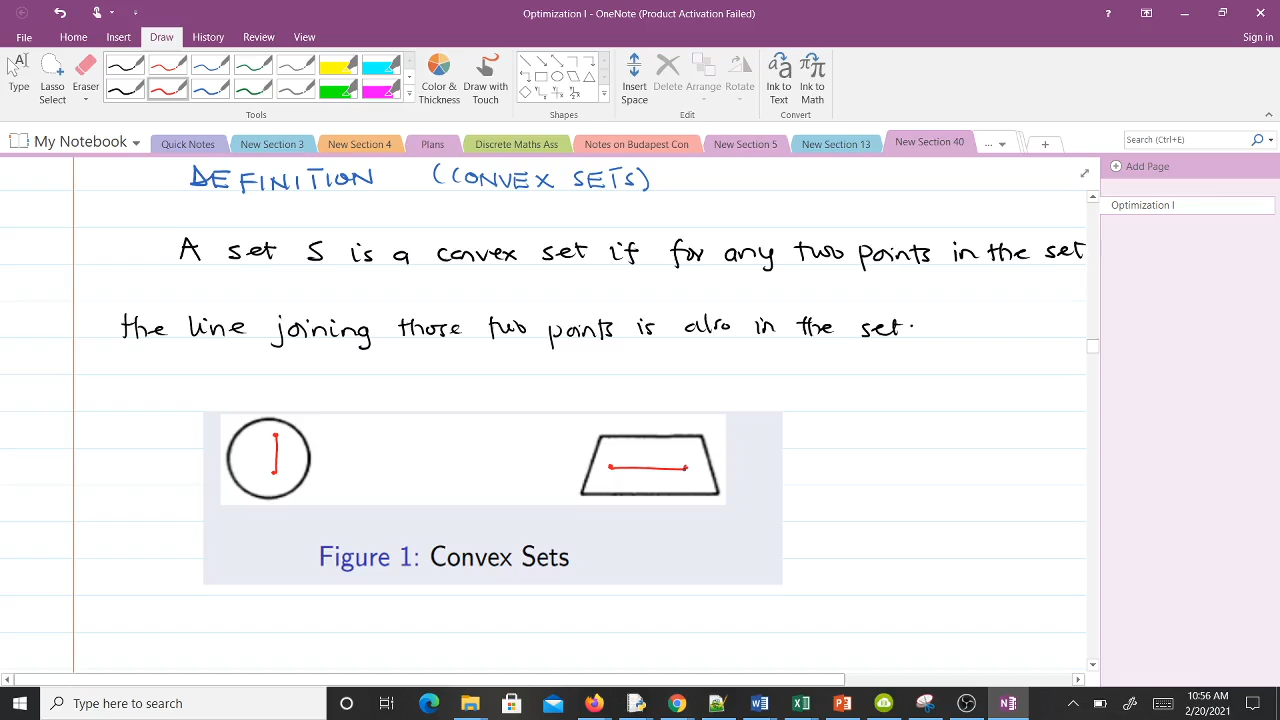 Optimization I - OneNote (Product Activation Failed)
File Home Insert Draw History Review View
Sign in
Type
Lasso Select
Eraser
Color & Thickness
Draw with Touch
Insert Space
Delete
Arrange
Rotate
Ink to Text
Ink to Math
Tools
Shapes
Edit
Convert
My Notebook
Quick Notes
New Section 3
New Section 4
Plans
Discrete Maths Ass
Notes on Budapest Con
New Section 5
New Section 13
New Section 40
...
Search (Ctrl+E)
Add Page
Optimization I
DEFINITION (CONVEX SETS)
A set S is a convex set if for any two points in the set
the line joining those two points is also in the set.
Figure 1: Convex Sets
Type here to search
10:56 AM
2/20/2021